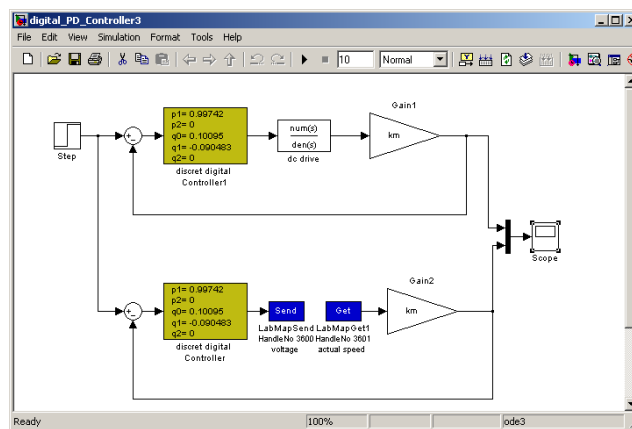 digital_PD_Controller3
File Edit View Simulation Format Tools Help
10 Normal
Gain1
p1= 0.99742
p2= 0
q0= 0.10095
q1= -0.090483
q2= 0
num(s)
den(s)
km
Step
dc drive
discret digital
Controller1
Scope
Gain2
p1= 0.99742
p2= 0
q0= 0.10095
q1= -0.090483
q2= 0
Send
Get
km
LabMapSend
HandleNo 3600
voltage
LabMapGet1
HandleNo 3601
actual speed
discret digital
Controller
Ready 100% ode3